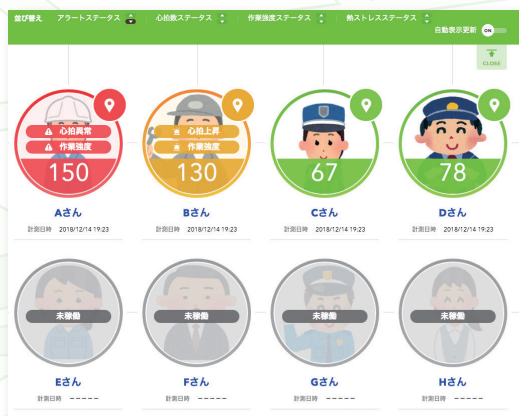 並び替え アラートステータス 心拍数ステータス 作業強度ステータス 熱ストレスステータス
自動表示更新 ON
CLOSE
心拍異常 心拍上昇
作業強度 作業強度
150 130 67 78
Aさん Bさん Cさん Dさん
計測日時 2018/12/14 19:23 計測日時 2018/12/14 19:23 計測日時 2018/12/14 19:23 計測日時 2018/12/14 19:23
未稼働 未稼働 未稼働 未稼働
Eさん Fさん Gさん Hさん
計測日時 ----- 計測日時 ----- 計測日時 ----- 計測日時 -----